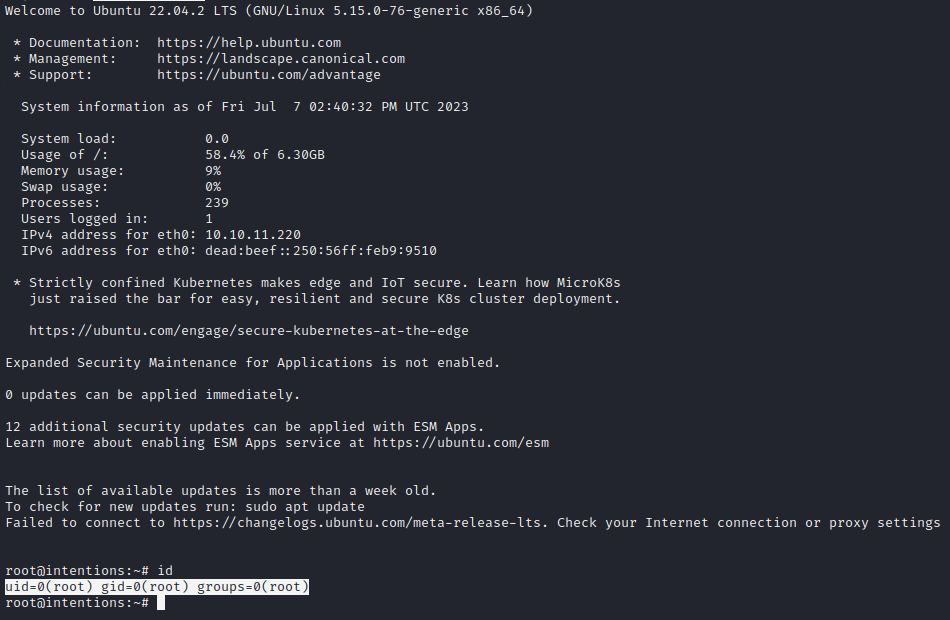 Welcome to Ubuntu 22.04.2 LTS (GNU/Linux 5.15.0-76-generic x86_64)
* Documentation:  https://help.ubuntu.com
* Management:     https://landscape.canonical.com
* Support:        https://ubuntu.com/advantage
System information as of Fri Jul  7 02:40:32 PM UTC 2023
System load:           0.0
Usage of /:            58.4% of 6.30GB
Memory usage:          9%
Swap usage:            0%
Processes:             239
Users logged in:       1
IPv4 address for eth0: 10.10.11.220
IPv6 address for eth0: dead:beef::250:56ff:feb9:9510
* Strictly confined Kubernetes makes edge and IoT secure. Learn how MicroK8s
just raised the bar for easy, resilient and secure K8s cluster deployment.
https://ubuntu.com/engage/secure-kubernetes-at-the-edge
Expanded Security Maintenance for Applications is not enabled.
0 updates can be applied immediately.
12 additional security updates can be applied with ESM Apps.
Learn more about enabling ESM Apps service at https://ubuntu.com/esm
The list of available updates is more than a week old.
To check for new updates run: sudo apt update
Failed to connect to https://changelogs.ubuntu.com/meta-release-lts. Check your Internet connection or proxy settings
root@intentions:~# id
uid=0(root) gid=0(root) groups=0(root)
root@intentions:~#